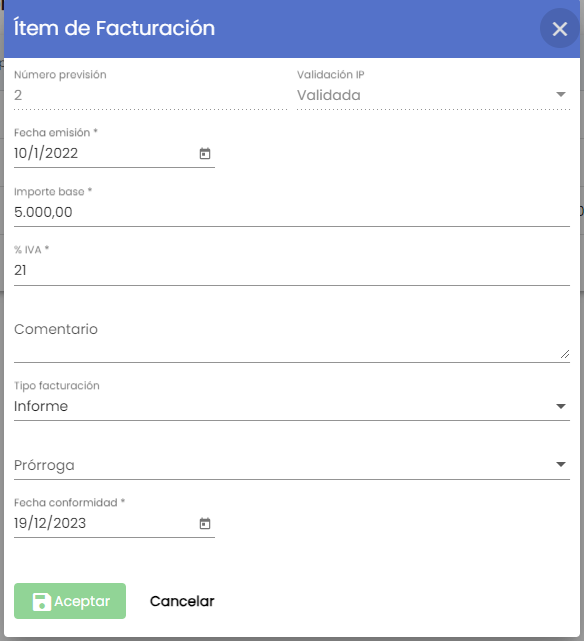 Ítem de Facturación
Número previsión
Validación IP
2
Validada
Fecha emisión *
10/1/2022
Importe base *
5.000,00
% IVA *
21
Comentario
Tipo facturación
Informe
Prórroga
Fecha conformidad *
19/12/2023
Aceptar
Cancelar